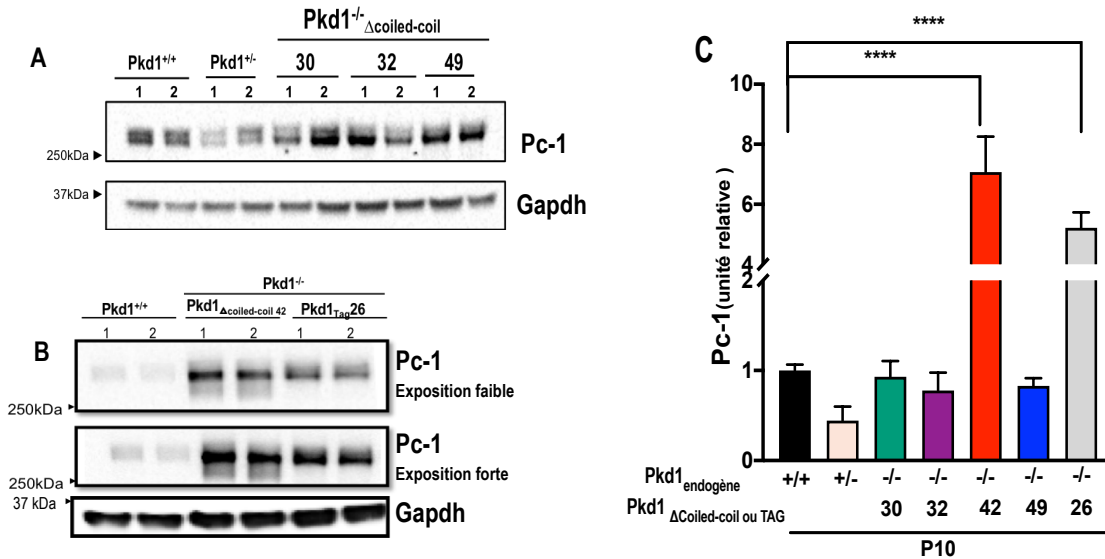 A
Pkd1-/-Δcoiled-coil
Pkd1+/+ Pkd1+/- 30 32 49
1 2 1 2 1 2 1 2 1 2
Pc-1
250kDa
37kDa
Gapdh
B
Pkd1-/-
Pkd1+/+ Pkd1Δcoiled-coil 42 Pkd1Tag26
1 2 1 2 1 2
Pc-1
Exposition faible
250kDa
Pc-1
Exposition forte
250kDa
37 kDa
Gapdh
C
****
****
Pc-1(unité relative )
10
8
6
4
2
1
0
Pkd1endogène +/+ +/- -/- -/- -/- -/- -/-
Pkd1 ΔCoiled-coil ou TAG 30 32 42 49 26
P10